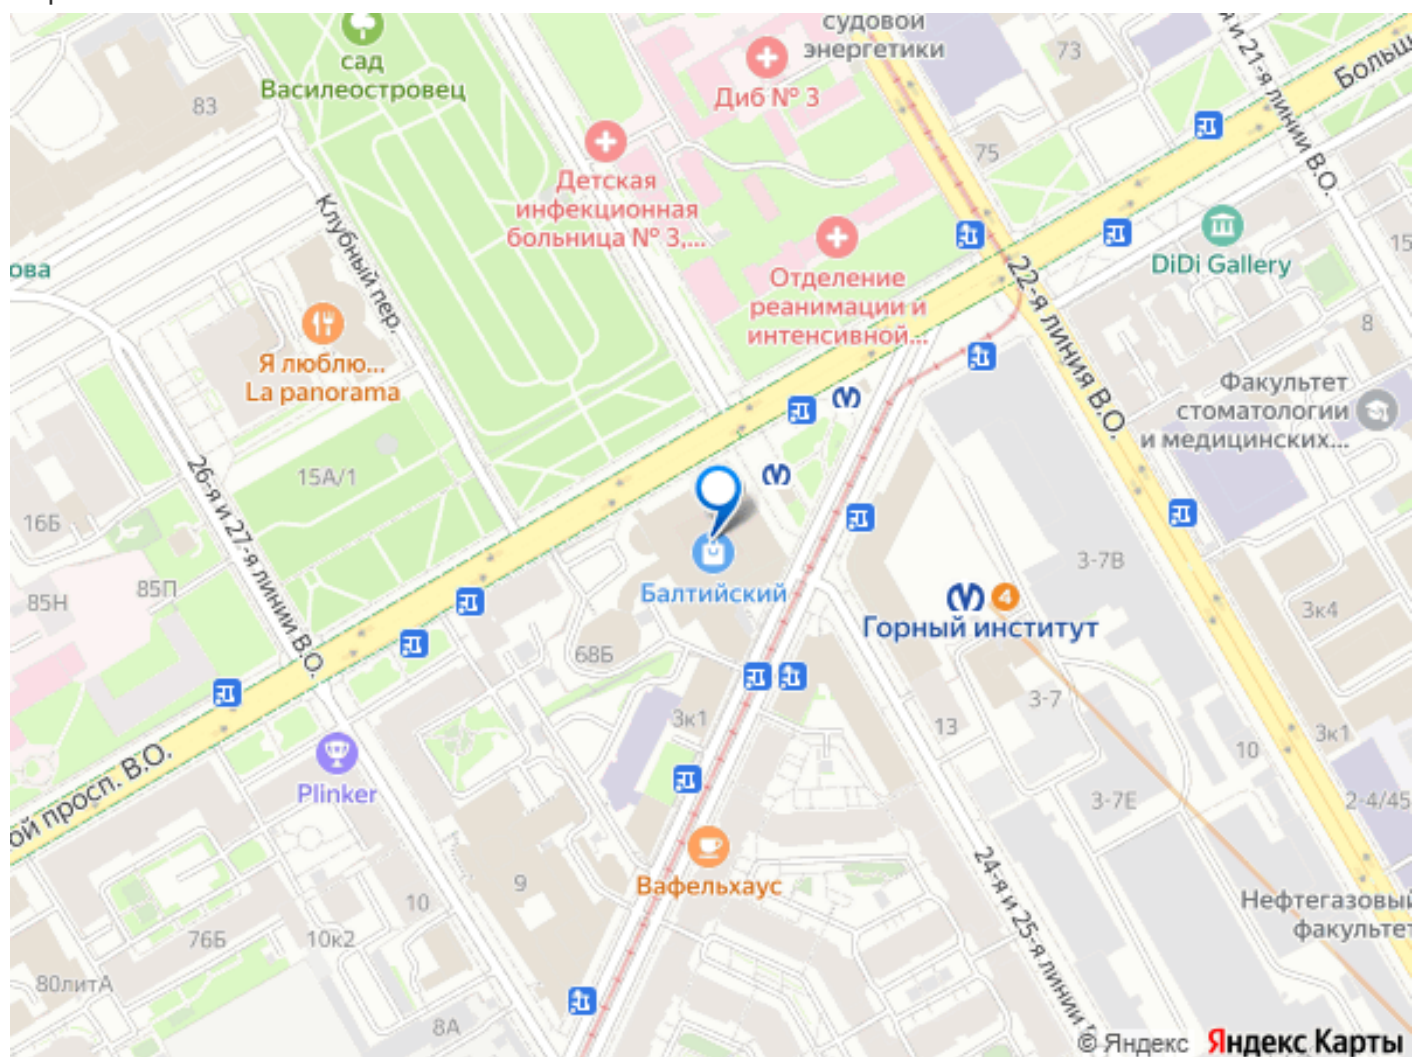 судовой
энергетики
73
я и 21-я линии В.О.
сад
Василеостровец
83
Диб № 3
75
Детская
инфекционная
больница № 3,...
Клубный пер.
ова
Отделение
реанимации и
интенсивной...
22-я линия В.О.
DiDi Gallery
15
8
Я люблю...
La panorama
Факультет
стоматологии
и медицинских...
15А/1
26-я и 27-я линии В.О.
16Б
85Н
85П
Балтийский
3-7В
4
Горный институт
3к4
68Б
3к1
3-7
13
10
3к1
ой просп. В.О.
Plinker
3-7Е
2-4/45
Вафельхаус
9
10
24-я и 25-я линии
Нефтегазовый
факультет
76Б
10к2
80литА
8А
© Яндекс Яндекс Карты